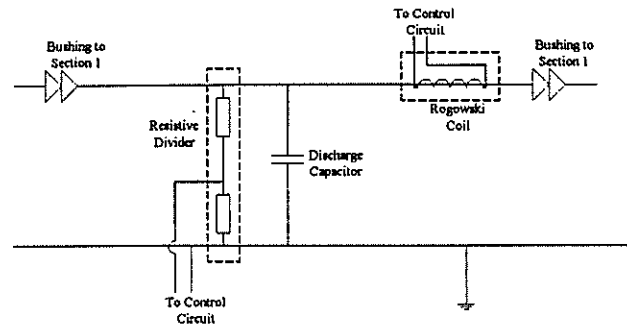 To Control
Circuit
Bushing to
Section 1
Bushing to
Section 1
Rogowski
Coil
Resistive
Divider
Discharge
Capacitor
To Control
Circuit